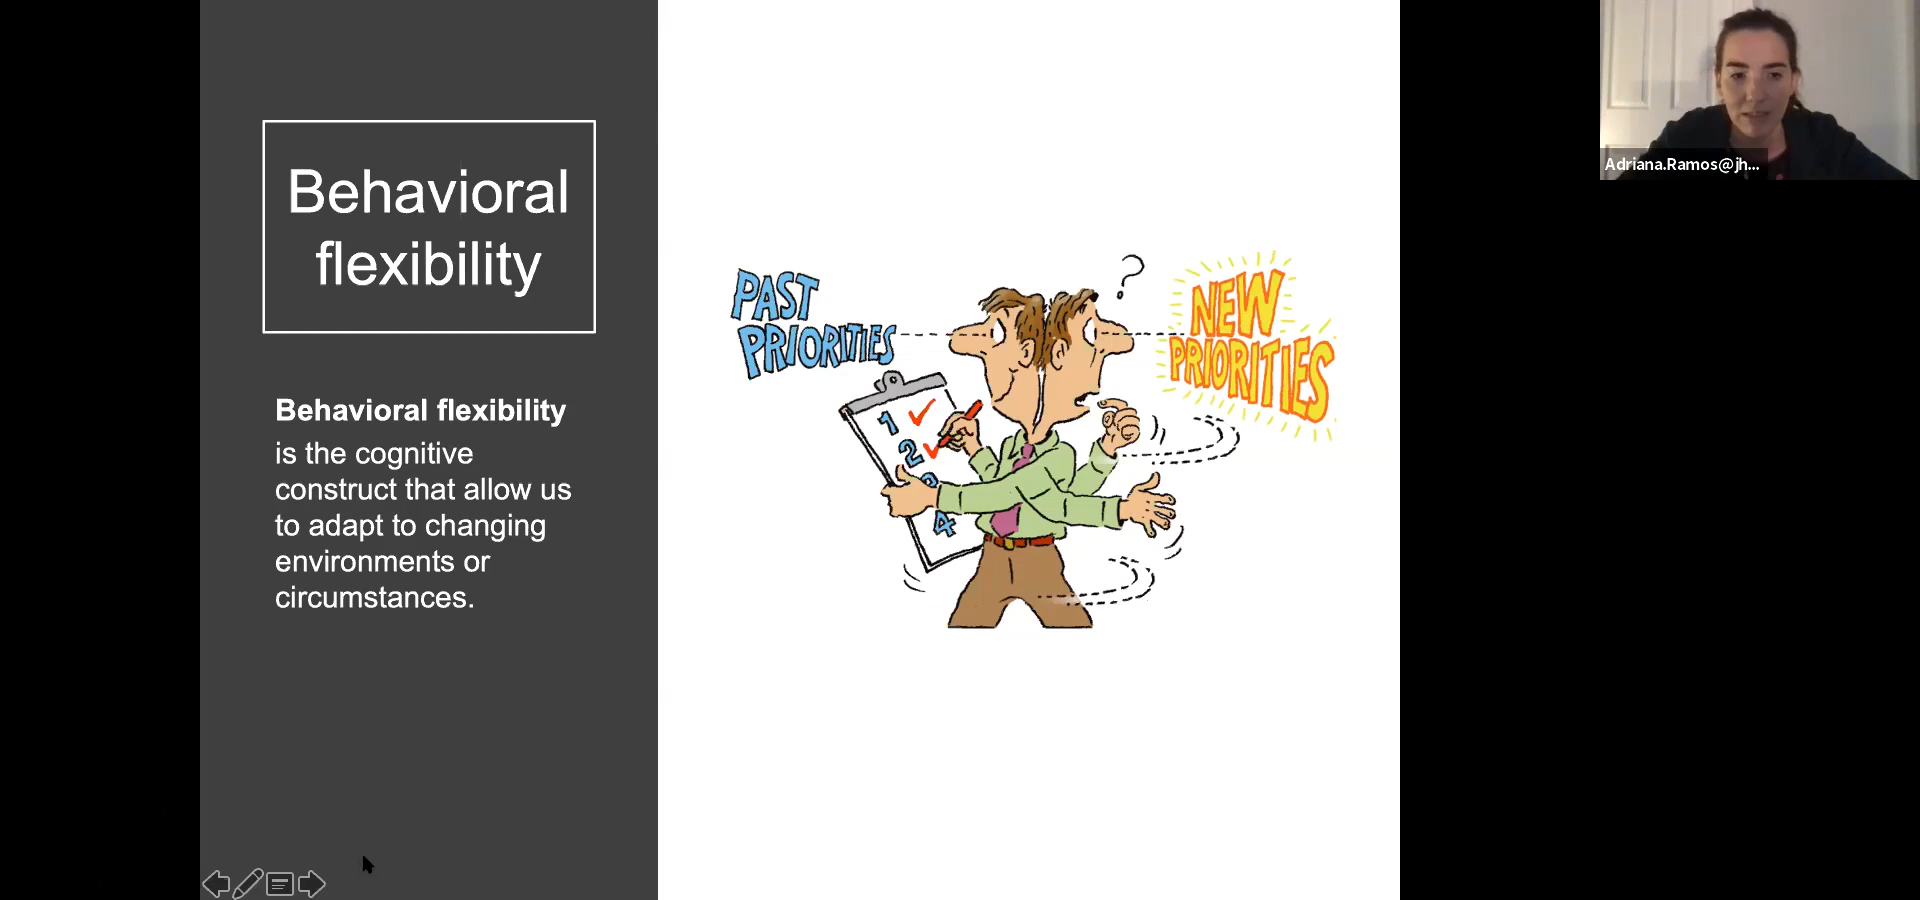 Behavioral
flexibility
Behavioral flexibility
is the cognitive
construct that allow us
to adapt to changing
environments or
circumstances.
PAST
PRIORITIES
1
2
3
4
?
NEW
PRIORITIES
Adriana.Ramos@jh...